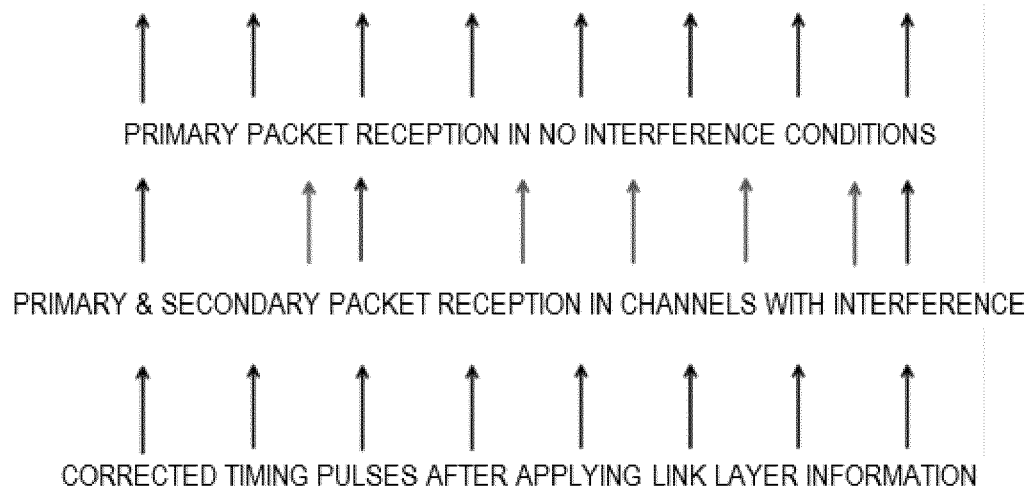 PRIMARY PACKET RECEPTION IN NO INTERFERENCE CONDITIONS
PRIMARY & SECONDARY PACKET RECEPTION IN CHANNELS WITH INTERFERENCE
CORRECTED TIMING PULSES AFTER APPLYING LINK LAYER INFORMATION